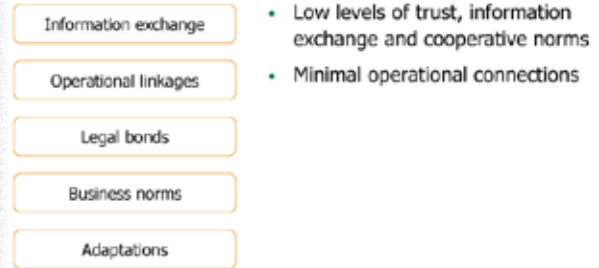 Information exchange
Operational linkages
Legal bonds
Business norms
Adaptations
• Low levels of trust, information
exchange and cooperative norms
• Minimal operational connections